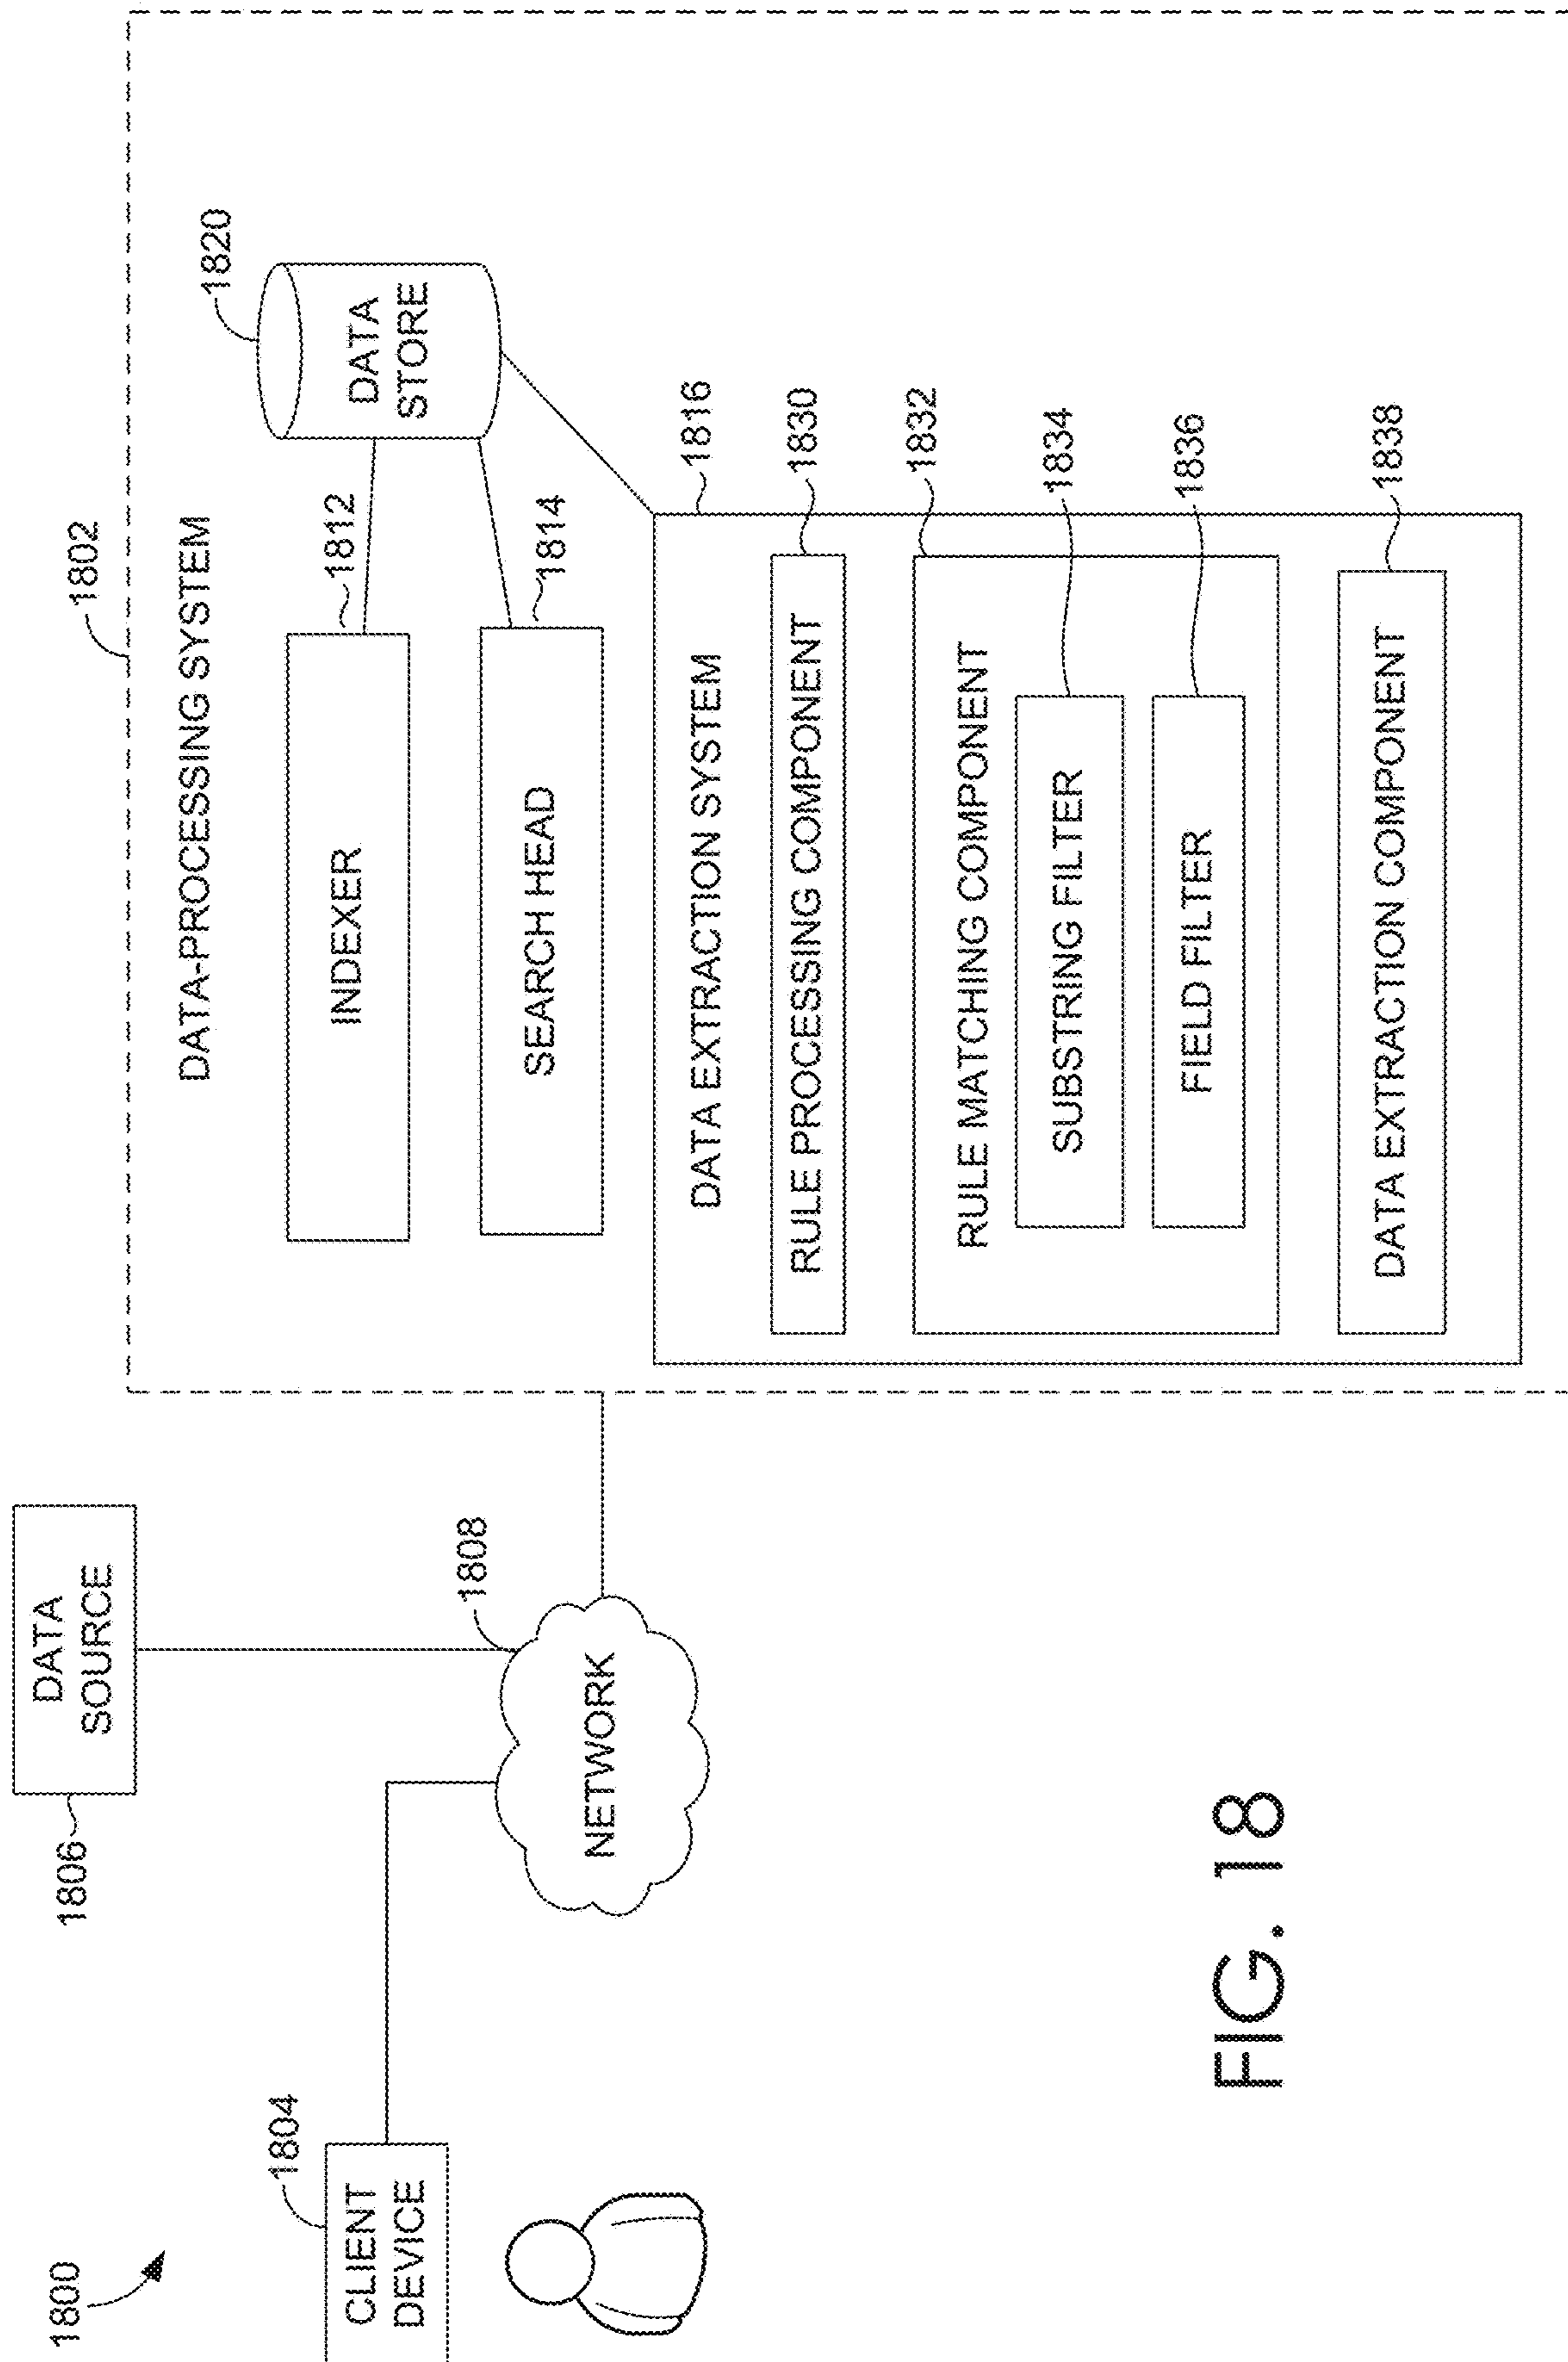 1800
1804
CLIENT
DEVICE
1806
DATA
SOURCE
1808
NETWORK
1802
DATA-PROCESSING SYSTEM
1820
DATA
STORE
1812
INDEXER
1814
SEARCH HEAD
1816
DATA EXTRACTION SYSTEM
1830
RULE PROCESSING COMPONENT
1832
RULE MATCHING COMPONENT
1834
SUBSTRING FILTER
1836
FIELD FILTER
1838
DATA EXTRACTION COMPONENT
FIG. 18